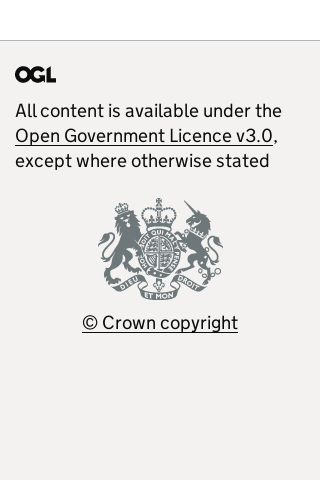 OGL
All content is available under the
Open Government Licence v3.0,
except where otherwise stated
DIEU ET MON DROIT
© Crown copyright